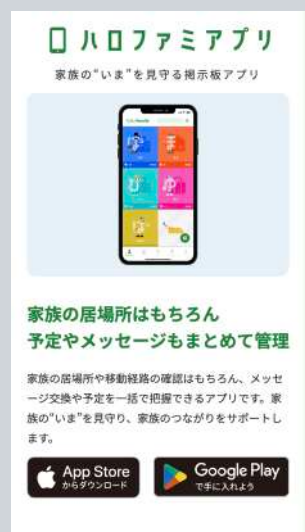 ハロファミアプリ
家族の“いま”を見守る掲示板アプリ
家族の居場所はもちろん
予定やメッセージもまとめて管理
家族の居場所や移動経路の確認はもちろん、メッセ
ージ交換や予定を一括で把握できるアプリです。家
族の“いま”を見守り、家族のつながりをサポートし
ます。
App Store
からダウンロード
Google Play
で手に入れよう